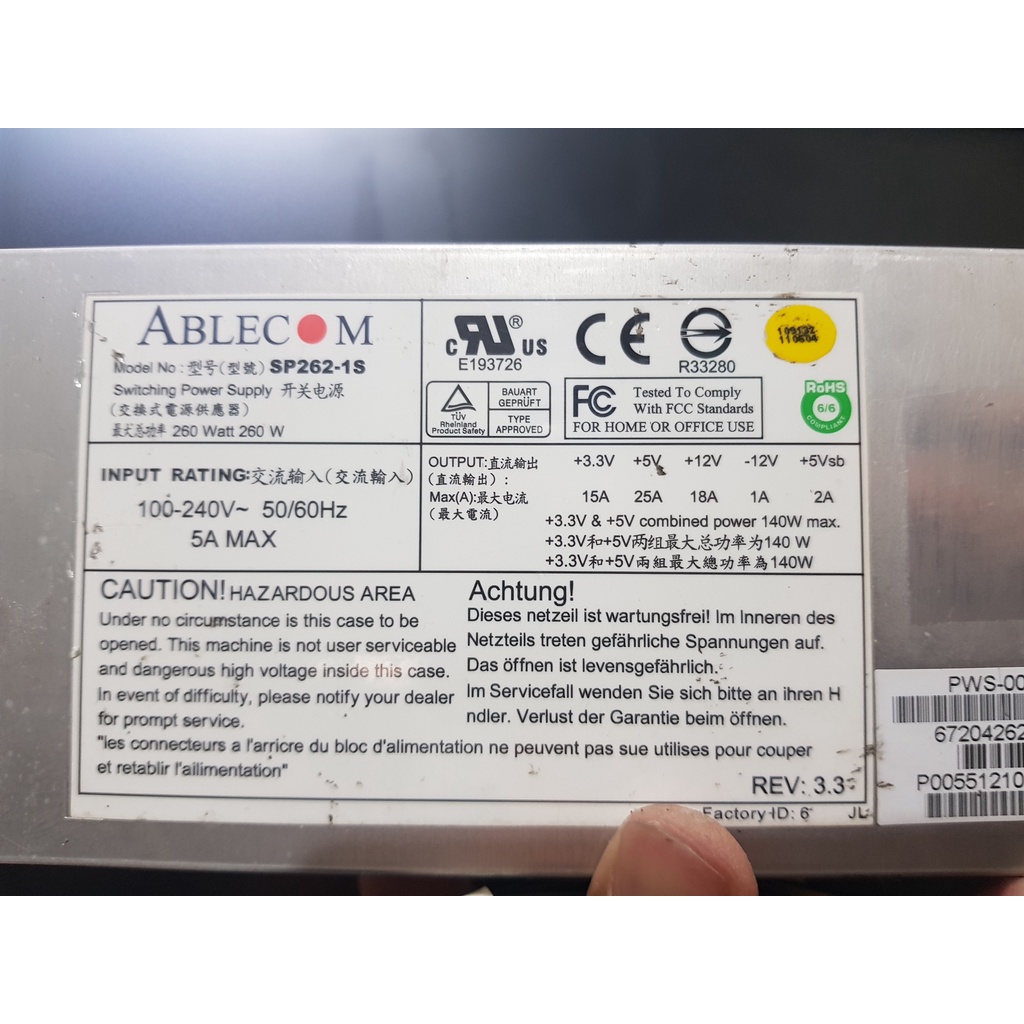 ABLECOM
Model No : 型号(型號) SP262-1S
Switching Power Supply 开关电源
(交换式電源供應器)
最大总功率 260 Watt 260 W
C UL ® US
E193726
CE
R33280
109122
110604
TÜV
Rheinland
Product Safety
BAUART
GEPRÜFT
TYPE
APPROVED
FC Tested To Comply
With FCC Standards
FOR HOME OR OFFICE USE
RoHS
6/6
COMPLIANT
INPUT RATING:交流输入(交流輸入)
100-240V~ 50/60Hz
5A MAX
OUTPUT:直流输出 +3.3V +5V +12V -12V +5Vsb
(直流輸出) :
Max(A):最大电流 15A 25A 18A 1A 2A
(最大電流)
+3.3V & +5V combined power 140W max.
+3.3V和+5V两组最大总功率为140 W
+3.3V和+5V兩組最大總功率為140W
CAUTION! HAZARDOUS AREA
Under no circumstance is this case to be
opened. This machine is not user serviceable
and dangerous high voltage inside this case.
In event of difficulty, please notify your dealer
for prompt service.
Achtung!
Dieses netzeil ist wartungsfrei! Im Inneren des
Netzteils treten gefährliche Spannungen auf.
Das öffnen ist levensgefährlich.
Im Servicefall wenden Sie sich bitte an ihren H
ndler. Verlust der Garantie beim öffnen.
"les connecteurs a l'arricre du bloc d'alimentation ne peuvent pas sue utilises pour couper
et retablir l'ailimentation"
REV: 3.3
Factory ID: 6 JL
PWS-00
67204262
P00551210